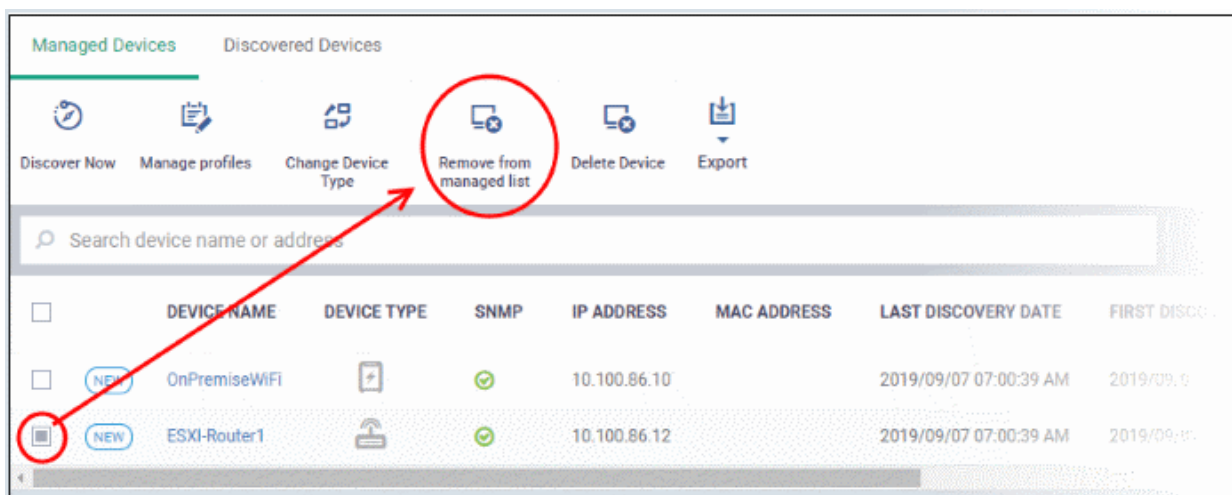 Managed Devices Discovered Devices
Discover Now Manage profiles Change Device Type Remove from managed list Delete Device Export
Search device name or address
DEVICE NAME DEVICE TYPE SNMP IP ADDRESS MAC ADDRESS LAST DISCOVERY DATE FIRST
NEW OnPremiseWiFi 10.100.86.10 2019/09/07 07:00:39 AM
NEW ESXI-Router1 10.100.86.12 2019/09/07 07:00:39 AM